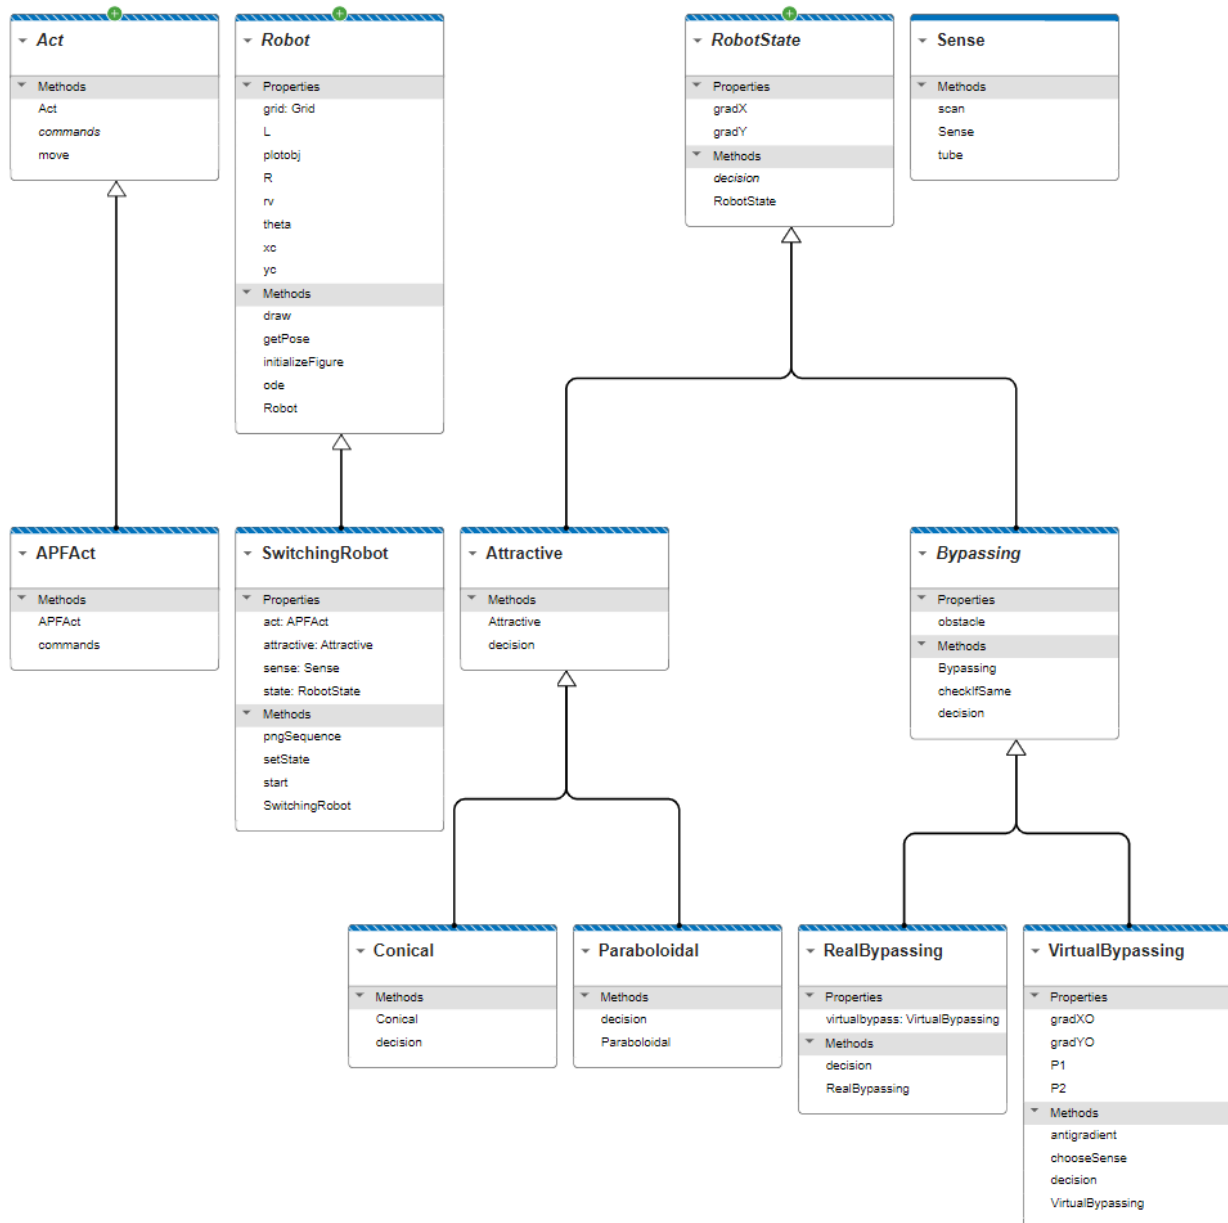 Act
Methods
Act
commands
move
Robot
Properties
grid: Grid
L
plotobj
R
rv
theta
xc
yc
Methods
draw
getPose
initializeFigure
ode
Robot
RobotState
Properties
gradX
gradY
Methods
decision
RobotState
Sense
Methods
scan
Sense
tube
APFAct
Methods
APFAct
commands
SwitchingRobot
Properties
act: APFAct
attractive: Attractive
sense: Sense
state: RobotState
Methods
pngSequence
setState
start
SwitchingRobot
Attractive
Methods
Attractive
decision
Bypassing
Properties
obstacle
Methods
Bypassing
checkIfSame
decision
Conical
Methods
Conical
decision
Paraboloidal
Methods
decision
Paraboloidal
RealBypassing
Properties
virtualbypass: VirtualBypassing
Methods
decision
RealBypassing
VirtualBypassing
Properties
gradXO
gradYO
P1
P2
Methods
antigradient
chooseSense
decision
VirtualBypassing